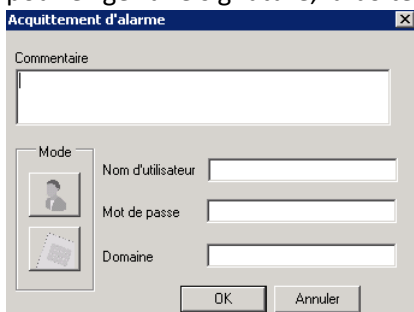 Acquittement d'alarme
Commentaire
Mode
Nom d'utilisateur
Mot de passe
Domaine
OK
Annuler